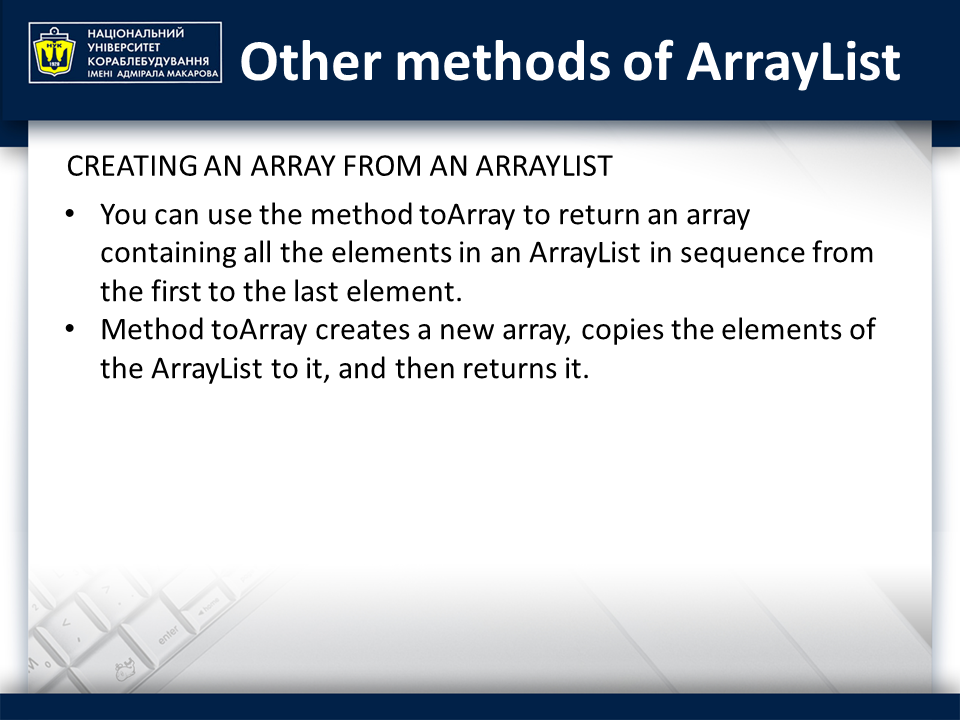 НАЦІОНАЛЬНИЙ
УНІВЕРСИТЕТ
КОРАБЛЕБУДУВАННЯ
ІМЕНІ АДМІРАЛА МАКАРОВА
НУК
1920
Other methods of ArrayList
CREATING AN ARRAY FROM AN ARRAYLIST
• You can use the method toArray to return an array
containing all the elements in an ArrayList in sequence from
the first to the last element.
• Method toArray creates a new array, copies the elements of
the ArrayList to it, and then returns it.
enter